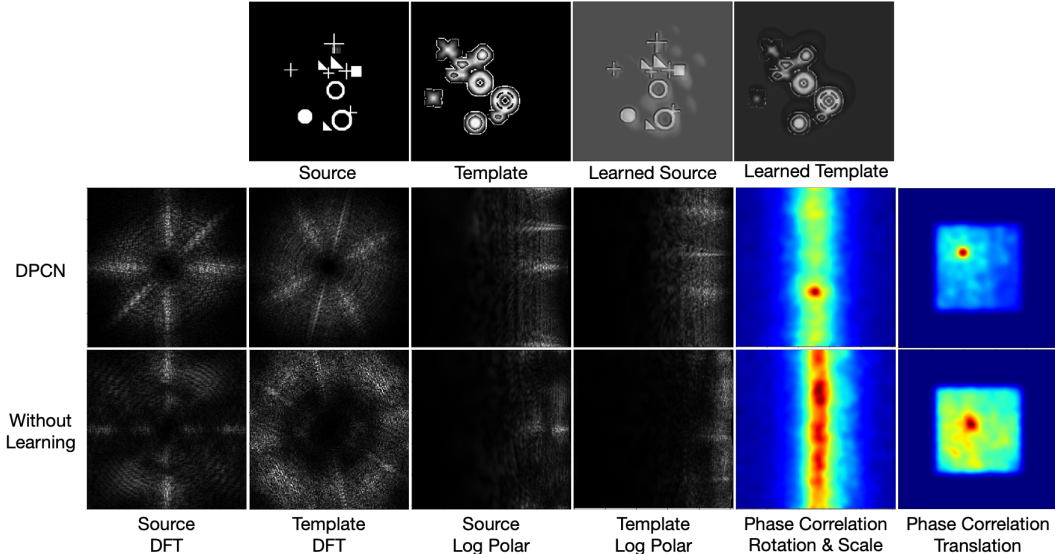 Source
Template
Learned Source
Learned Template
DPCN
Without
Learning
Source
DFT
Template
DFT
Source
Log Polar
Template
Log Polar
Phase Correlation
Rotation & Scale
Phase Correlation
Translation